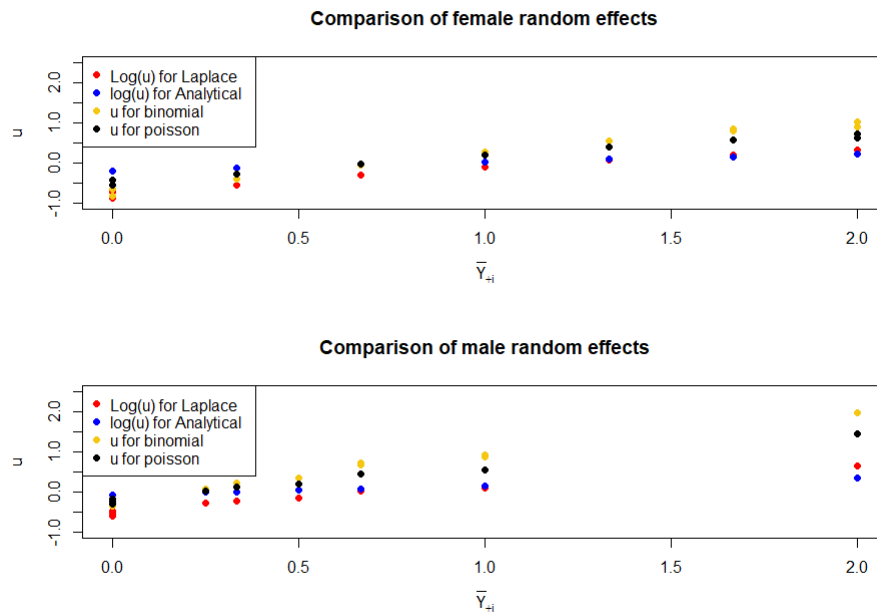 Comparison of female random effects
Log(u) for Laplace
log(u) for Analytical
u for binomial
u for poisson
u
2.0
1.0
0.0
-1.0
0.0 0.5 1.0 1.5 2.0
Y̅+i
Comparison of male random effects
Log(u) for Laplace
log(u) for Analytical
u for binomial
u for poisson
u
2.0
1.0
0.0
-1.0
0.0 0.5 1.0 1.5 2.0
Y̅+i